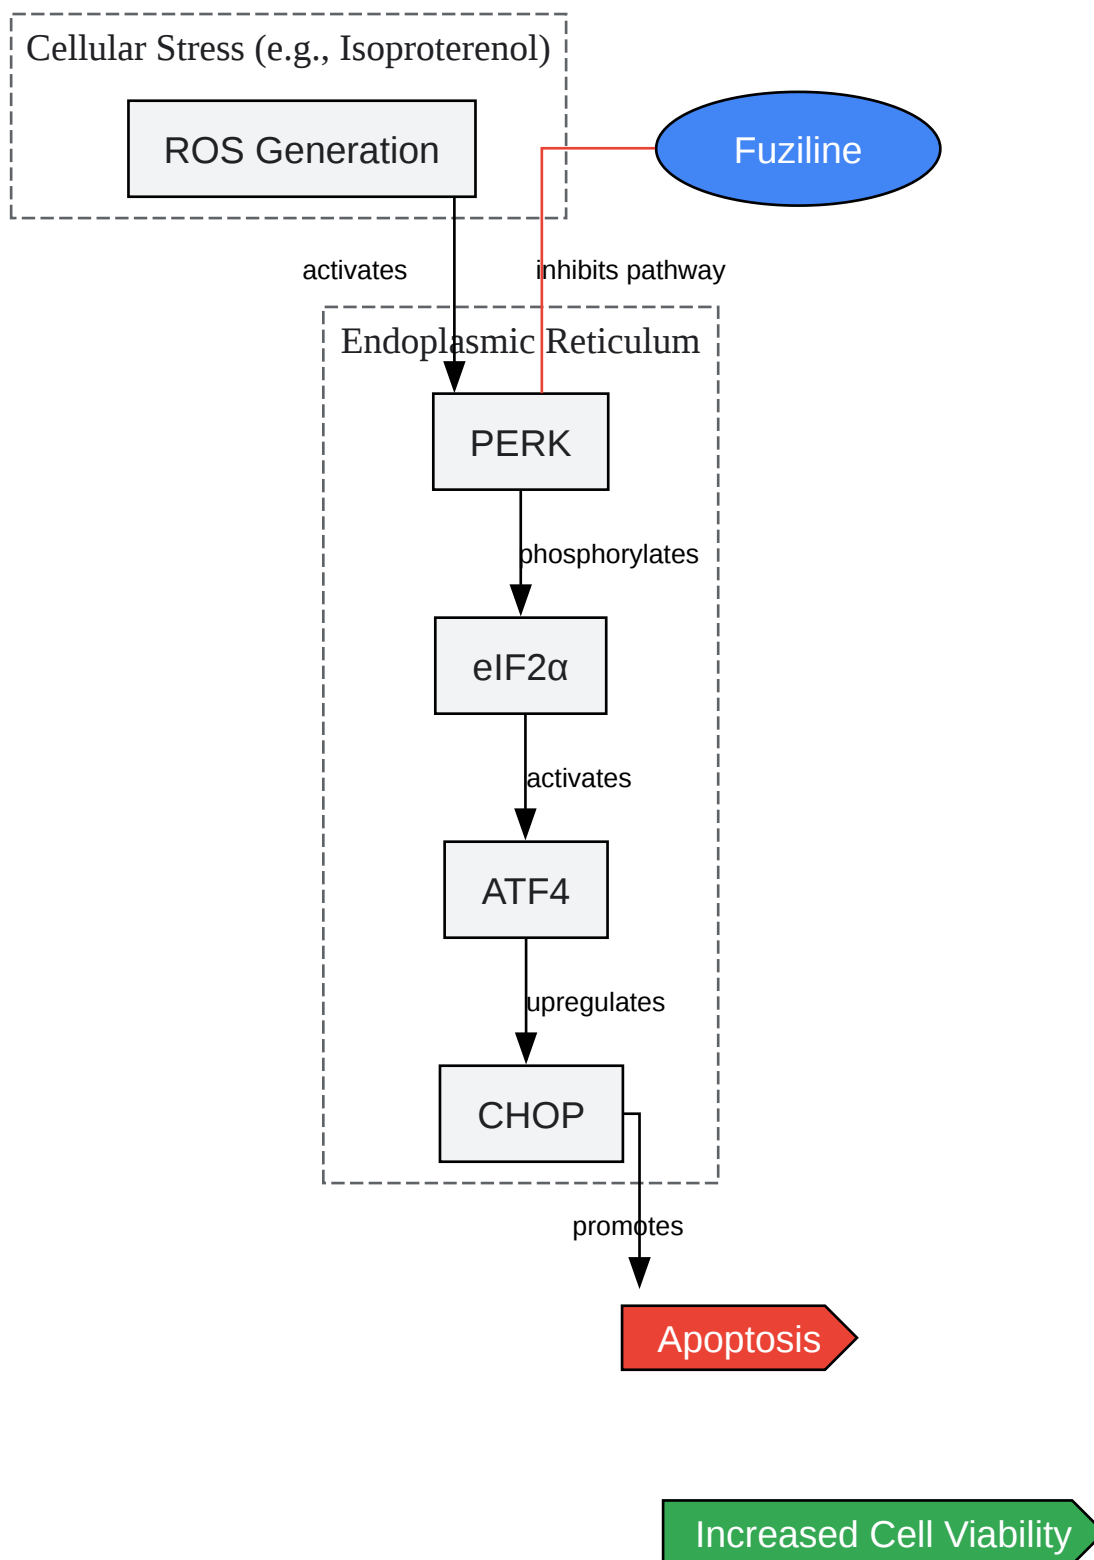 Cellular Stress (e.g., Isoproterenol)
ROS Generation
Fuziline
activates
inhibits pathway
Endoplasmic Reticulum
PERK
phosphorylates
eIF2α
activates
ATF4
upregulates
CHOP
promotes
Apoptosis
Increased Cell Viability